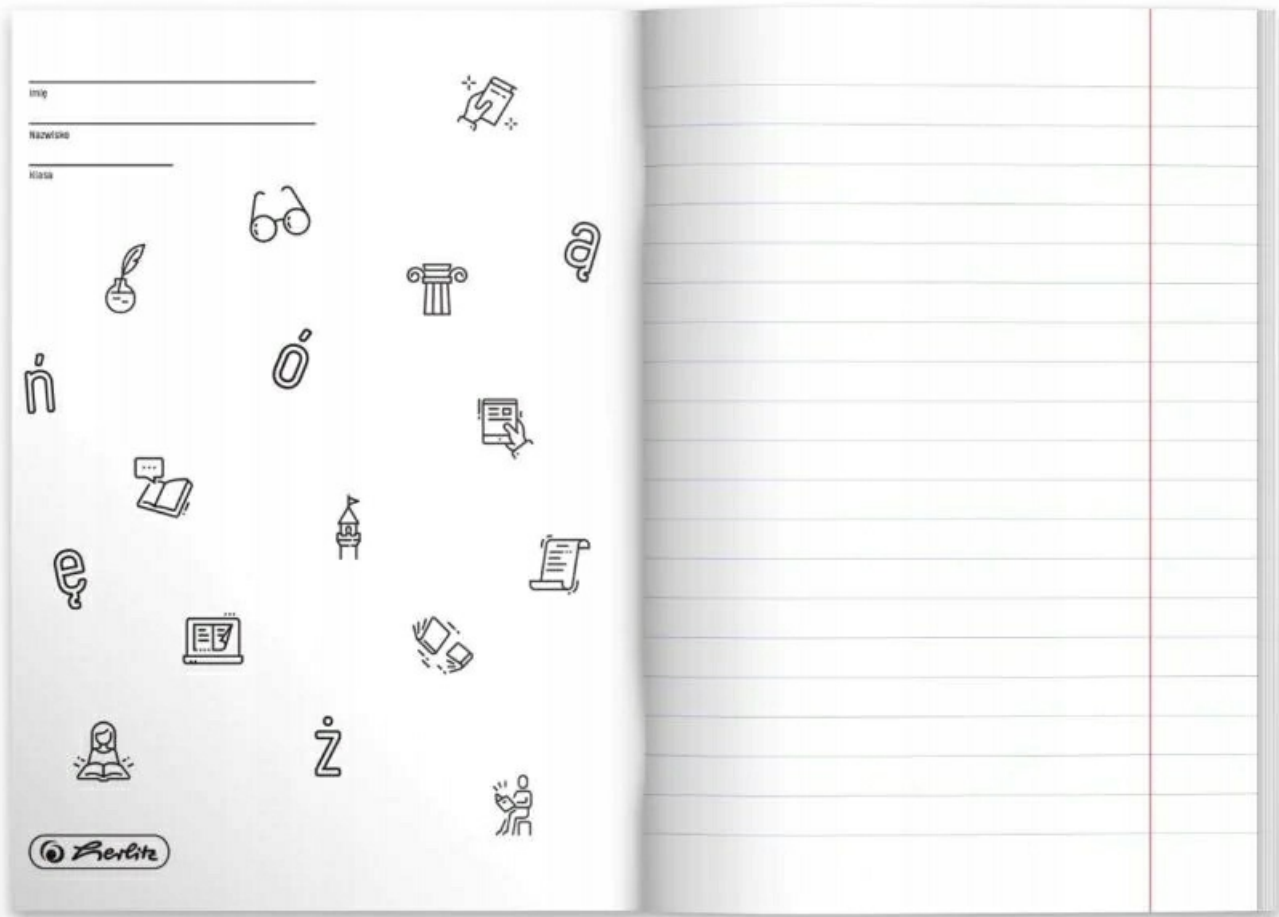 Imię
Nazwisko
Klasa
ą
ń
ó
ę
ż
herlitz